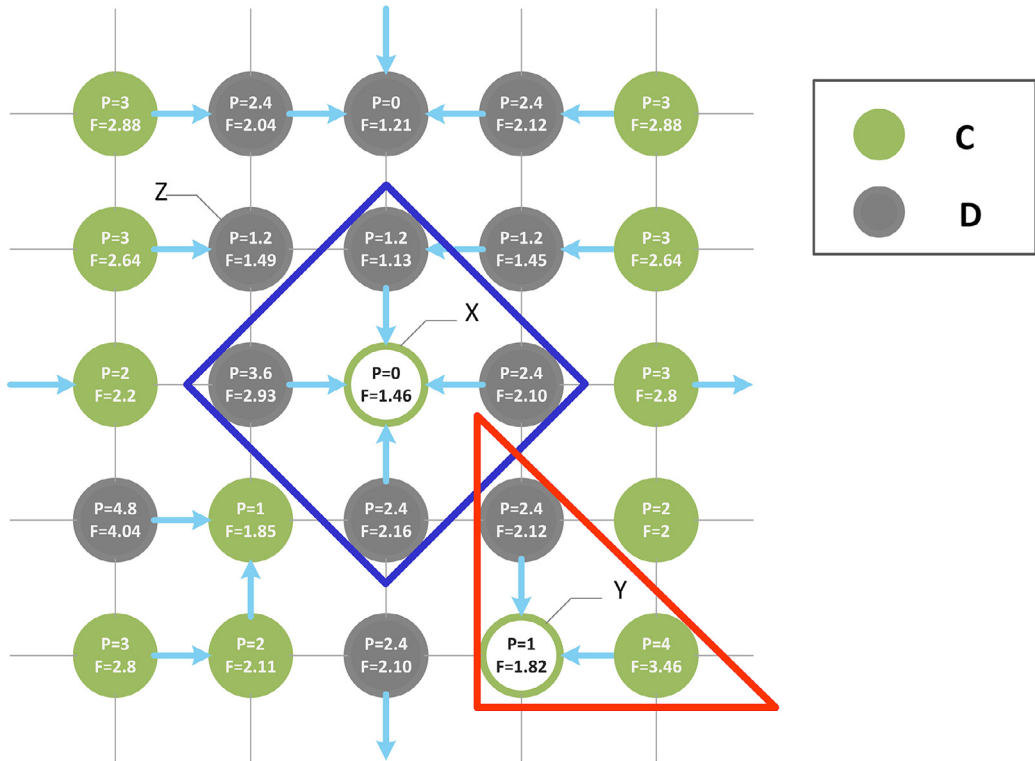 P=3
F=2.88
P=2.4
F=2.04
P=0
F=1.21
P=2.4
F=2.12
P=3
F=2.88
C
D
Z
P=3
F=2.64
P=1.2
F=1.49
P=1.2
F=1.13
P=1.2
F=1.45
P=3
F=2.64
X
P=2
F=2.2
P=3.6
F=2.93
P=0
F=1.46
P=2.4
F=2.10
P=3
F=2.8
P=4.8
F=4.04
P=1
F=1.85
P=2.4
F=2.16
P=2.4
F=2.12
P=2
F=2
Y
P=3
F=2.8
P=2
F=2.11
P=2.4
F=2.10
P=1
F=1.82
P=4
F=3.46